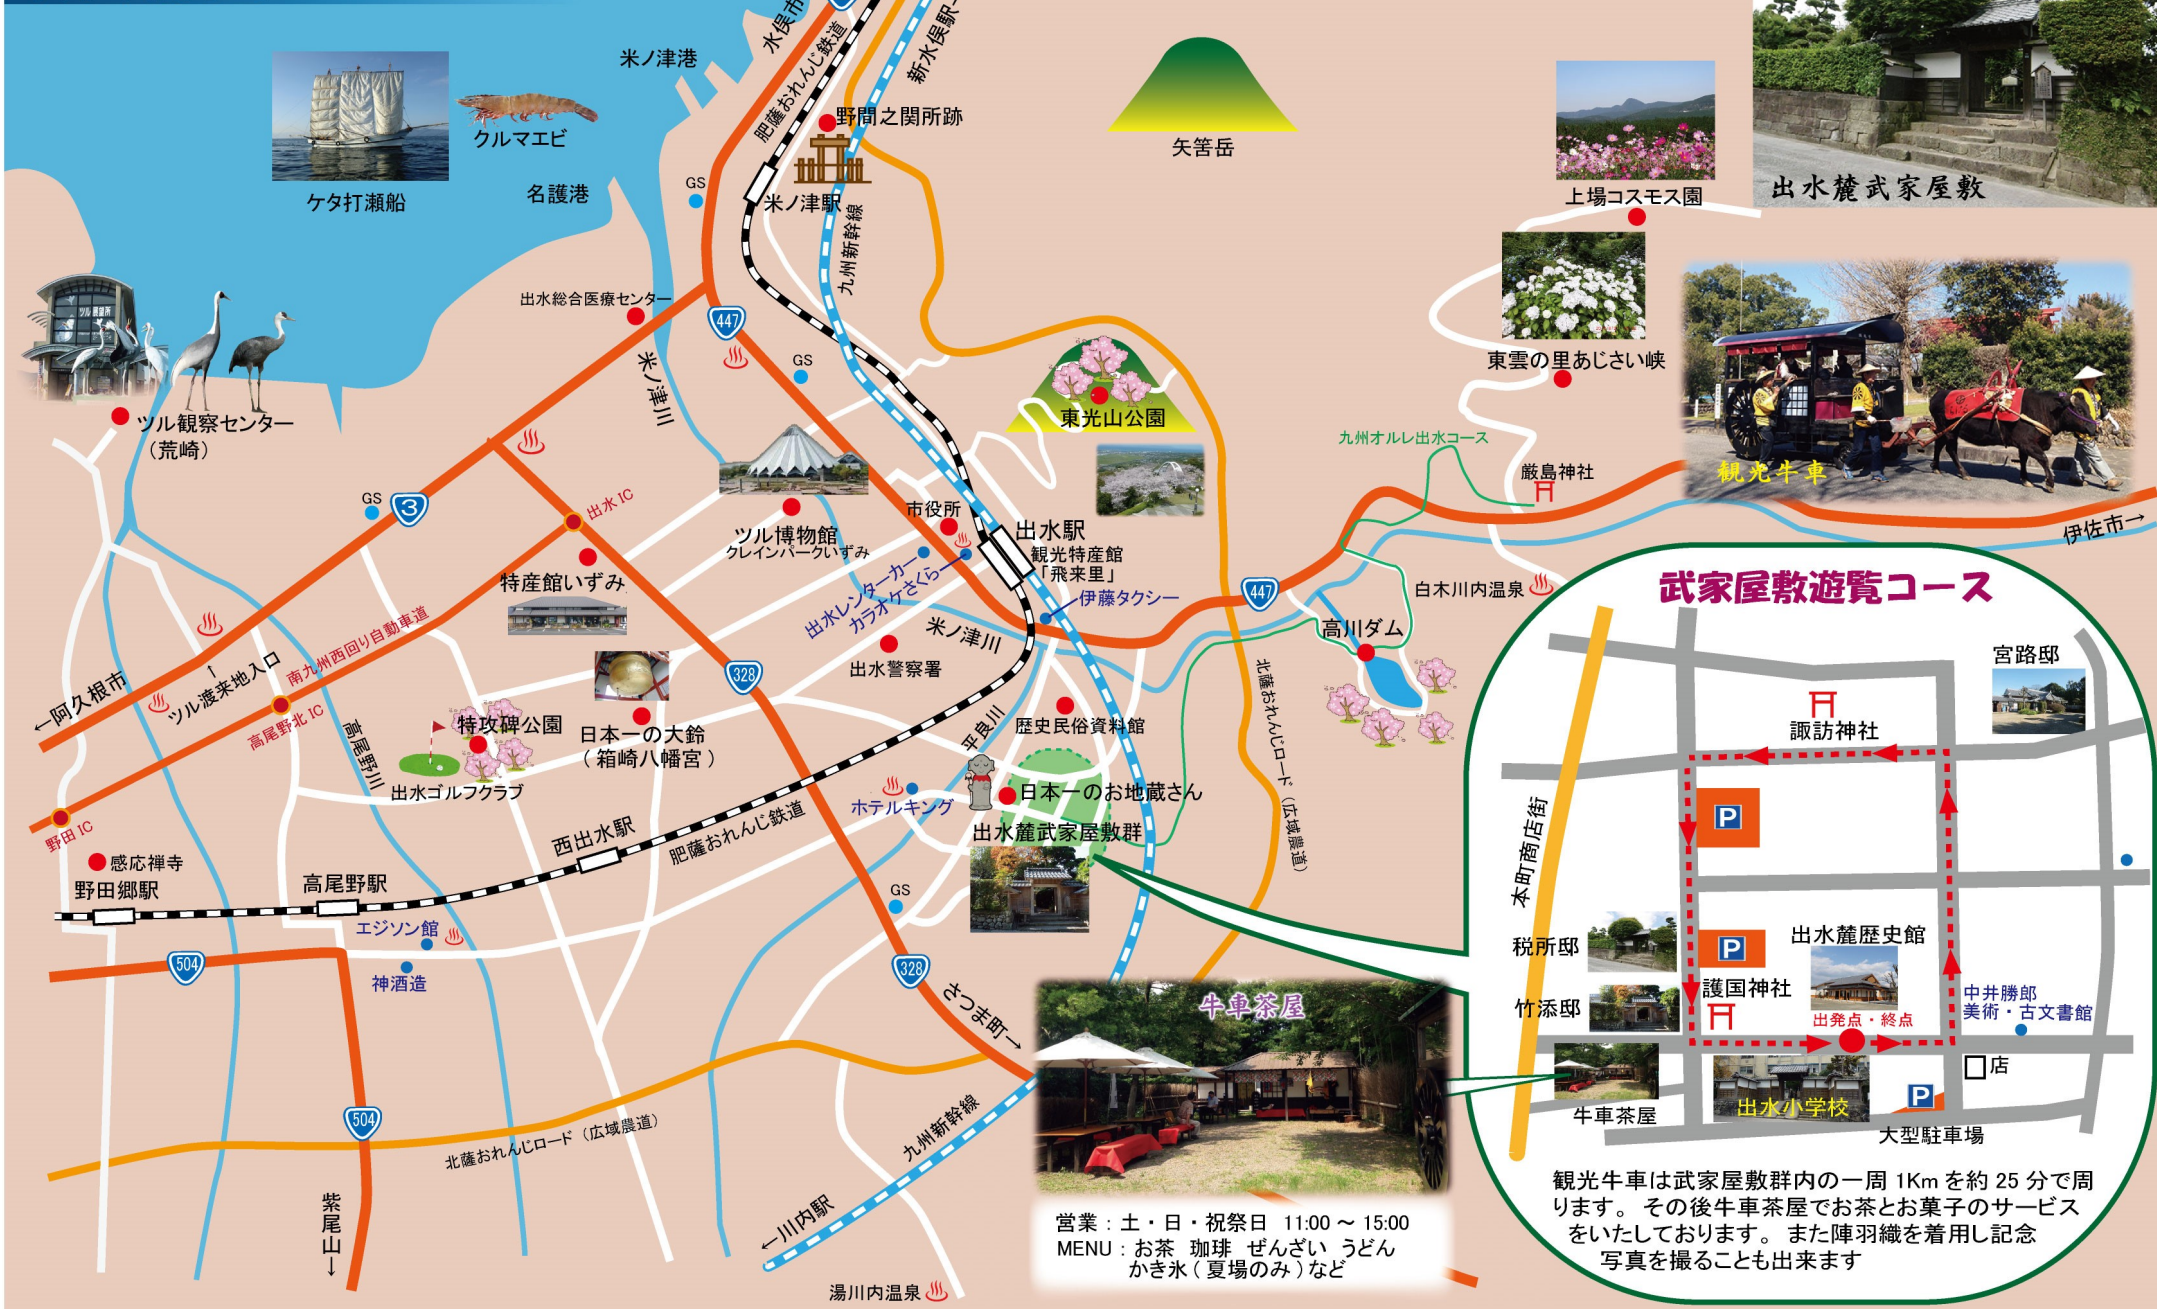 水俣市
肥薩おれんじ鉄道
新水俣駅
米ノ津港
クルマエビ
ケタ打瀬船
名護港
GS
野間之関所跡
米ノ津駅
九州新幹線
矢筈岳
上場コスモス園
出水麓武家屋敷
東雲の里あじさい峡
観光牛車
出水総合医療センター
447
米ノ津川
GS
ツル展望所
ツル観察センター
(荒崎)
東光山公園
九州オルレ出水コース
厳島神社
伊佐市→
GS
3
出水 IC
ツル博物館
クレインパークいずみ
市役所
出水駅
観光特産館
「飛来里」
特産館いずみ
出水レンターカー
カラオケさくら
伊藤タクシー
447
白木川内温泉
高川ダム
米ノ津川
出水警察署
328
←阿久根市
↑
ツル渡来地入口
南九州西回り自動車道
高尾野北 IC
高尾野川
特攻碑公園
出水ゴルフクラブ
日本一の大鈴
(箱崎八幡宮)
平良川
歴史民俗資料館
北薩おれんじロード(広域農道)
ホテルキング
日本一のお地蔵さん
出水麓武家屋敷群
野田 IC
感応禅寺
野田郷駅
高尾野駅
西出水駅
肥薩おれんじ鉄道
エジソン館
神酒造
504
GS
328
さつま町→
504
北薩おれんじロード(広域農道)
紫尾山→
九州新幹線
←川内駅
湯川内温泉
牛車茶屋
営業:土・日・祝祭日 11:00 ~ 15:00
MENU:お茶 珈琲 ぜんざい うどん
かき氷(夏場のみ)など
武家屋敷遊覧コース
宮路邸
諏訪神社
本町商店街
P
P
税所邸
出水麓歴史館
竹添邸
護国神社
出発点・終点
中井勝郎
美術・古文書館
牛車茶屋
出水小学校
P
店
大型駐車場
観光牛車は武家屋敷群内の一周 1Km を約 25 分で周
ります。その後牛車茶屋でお茶とお菓子のサービス
をいたしております。また陣羽織を着用し記念
写真を撮ることも出来ます